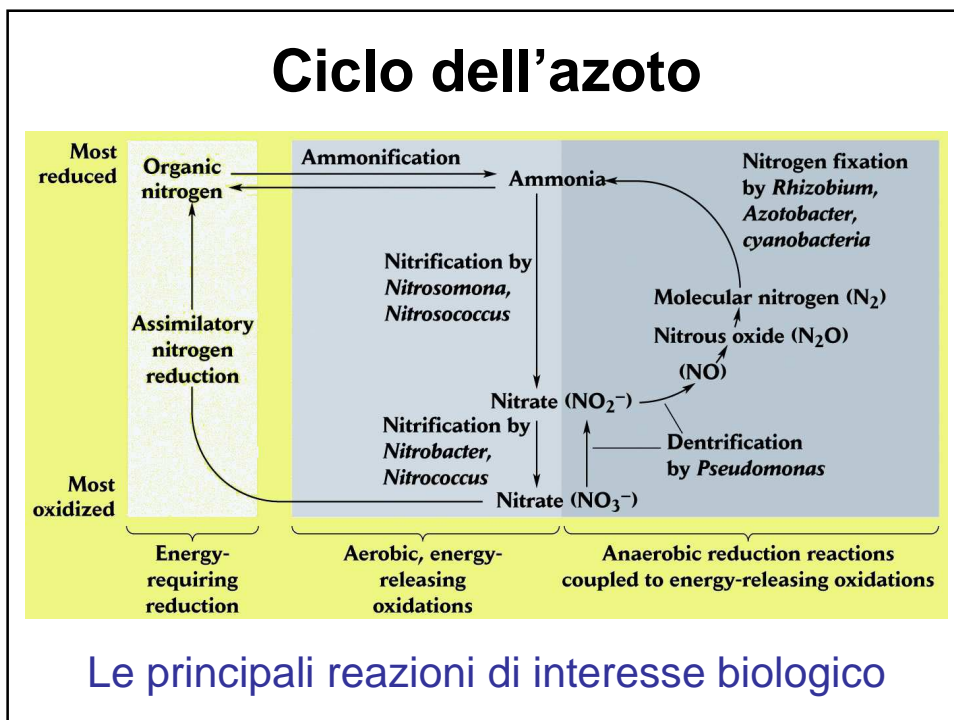 Ciclo dell’azoto
Most
reduced
Organic
nitrogen
Ammonification
Ammonia
Nitrogen fixation
by Rhizobium,
Azotobacter,
cyanobacteria
Nitrification by
Nitrosomona,
Nitrosococcus
Molecular nitrogen (N₂)
Nitrous oxide (N₂O)
(NO)
Assimilatory
nitrogen
reduction
Nitrate (NO₂⁻)
Nitrification by
Nitrobacter,
Nitrococcus
Dentrification
by Pseudomonas
Most
oxidized
Nitrate (NO₃⁻)
Energy-
requiring
reduction
Aerobic, energy-
releasing
oxidations
Anaerobic reduction reactions
coupled to energy-releasing oxidations
Le principali reazioni di interesse biologico